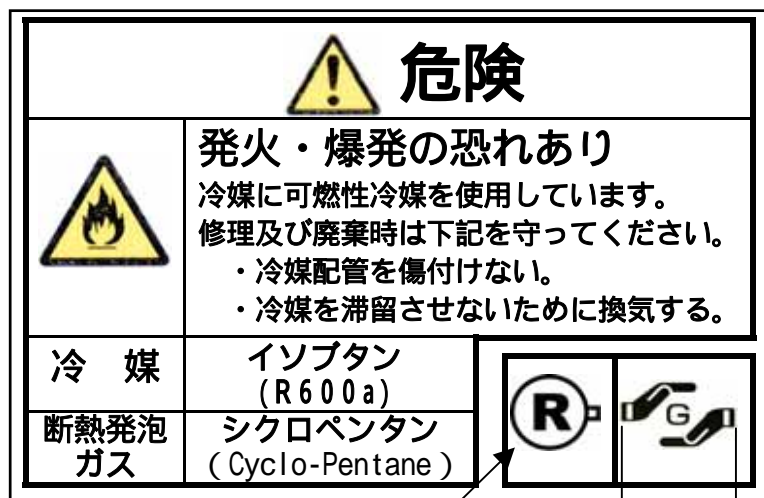 危険
発火・爆発の恐れあり
冷媒に可燃性冷媒を使用しています。
修理及び廃棄時は下記を守ってください。
・冷媒配管を傷付けない。
・冷媒を滞留させないために換気する。
冷 媒
イソブタン
(R600a)
断熱発泡
ガス
シクロペンタン
(Cyclo-Pentane)
R
G